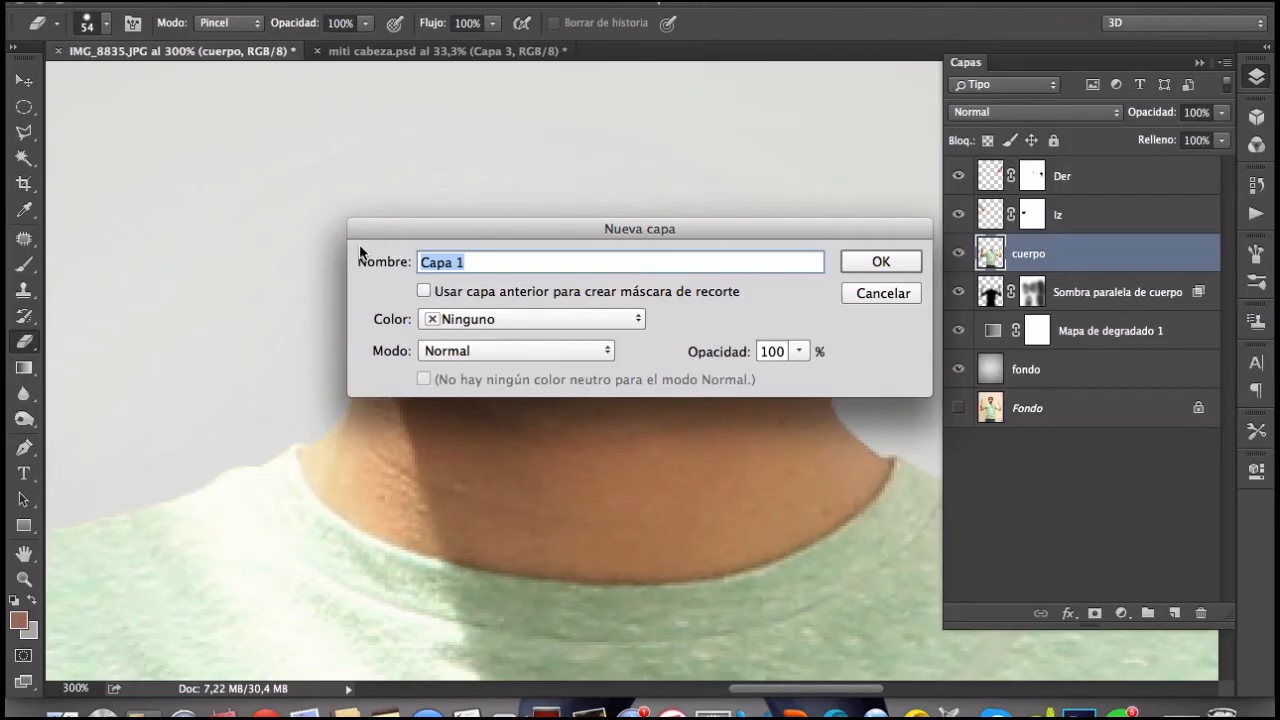 54 Modo: Pincel Opacidad: 100% Flujo: 100% Borrar de historia 3D
× IMG_8835.JPG al 300% (cuerpo, RGB/8) * × miti cabeza.psd al 33,3% (Capa 3, RGB/8) *
Capas
Tipo
Normal Opacidad: 100%
Bloq.: Relleno: 100%
Der
Iz
cuerpo
Sombra paralela de cuerpo
Mapa de degradado 1
fondo
Fondo
Nueva capa
Nombre: Capa 1 OK
Usar capa anterior para crear máscara de recorte Cancelar
Color: Ninguno
Modo: Normal Opacidad: 100 %
(No hay ningún color neutro para el modo Normal.)
fx
300% Doc: 7,22 MB/30,4 MB